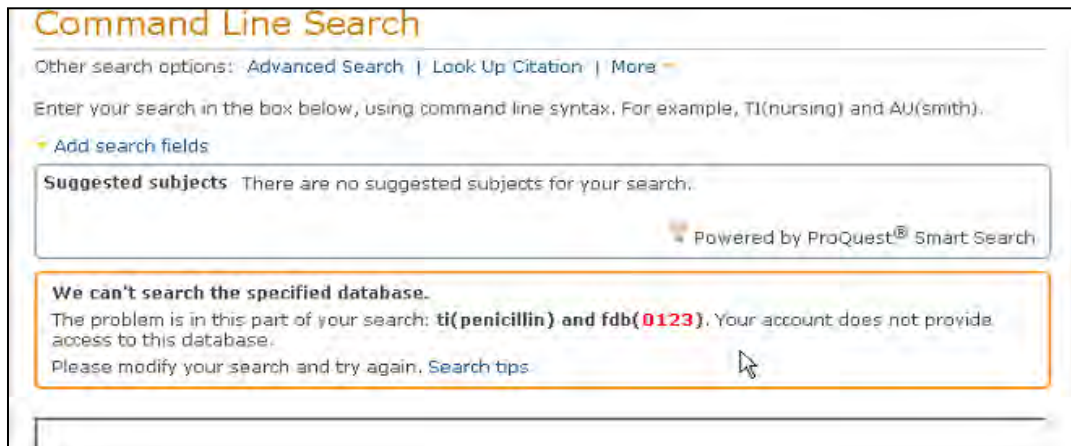 Command Line Search
Other search options: Advanced Search | Look Up Citation | More
Enter your search in the box below, using command line syntax. For example, TI(nursing) and AU(smith).
Add search fields
Suggested subjects There are no suggested subjects for your search.
Powered by ProQuest® Smart Search
We can't search the specified database.
The problem is in this part of your search: ti(penicillin) and fdb(0123). Your account does not provide
access to this database.
Please modify your search and try again. Search tips